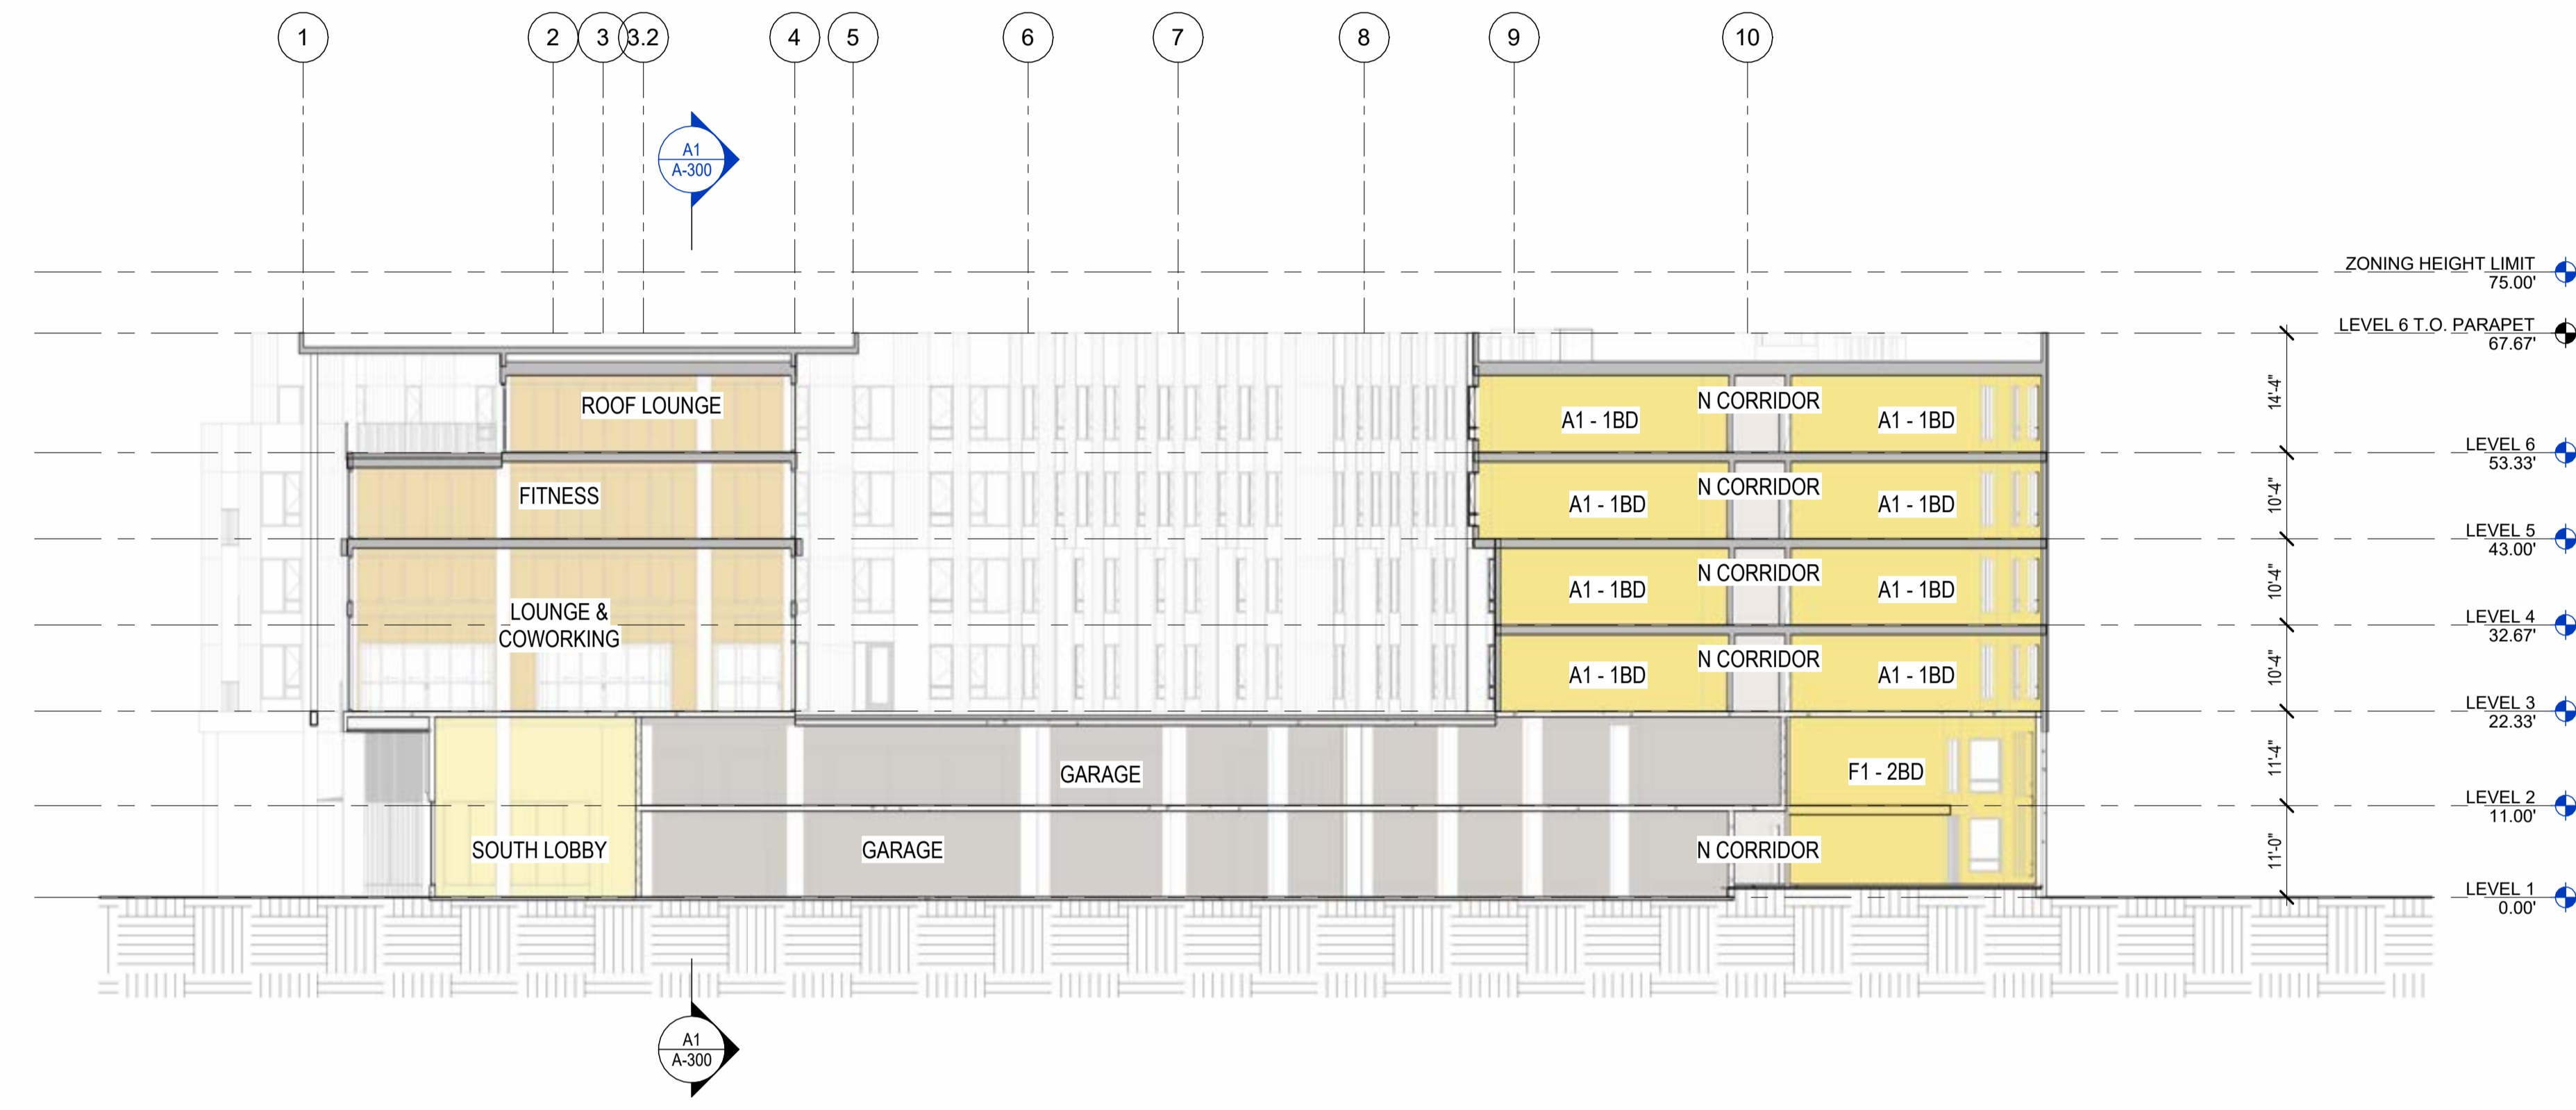 1
2
3
3.2
4
5
6
7
8
9
10
A1
A-300
ZONING HEIGHT LIMIT
75.00'
LEVEL 6 T.O. PARAPET
67.67'
14'-4"
ROOF LOUNGE
A1 - 1BD
N CORRIDOR
A1 - 1BD
LEVEL 6
53.33'
10'-4"
FITNESS
A1 - 1BD
N CORRIDOR
A1 - 1BD
LEVEL 5
43.00'
10'-4"
A1 - 1BD
N CORRIDOR
A1 - 1BD
LEVEL 4
32.67'
10'-4"
LOUNGE &
COWORKING
A1 - 1BD
N CORRIDOR
A1 - 1BD
LEVEL 3
22.33'
11'-4"
GARAGE
F1 - 2BD
LEVEL 2
11.00'
11'-0"
SOUTH LOBBY
GARAGE
N CORRIDOR
LEVEL 1
0.00'
A1
A-300